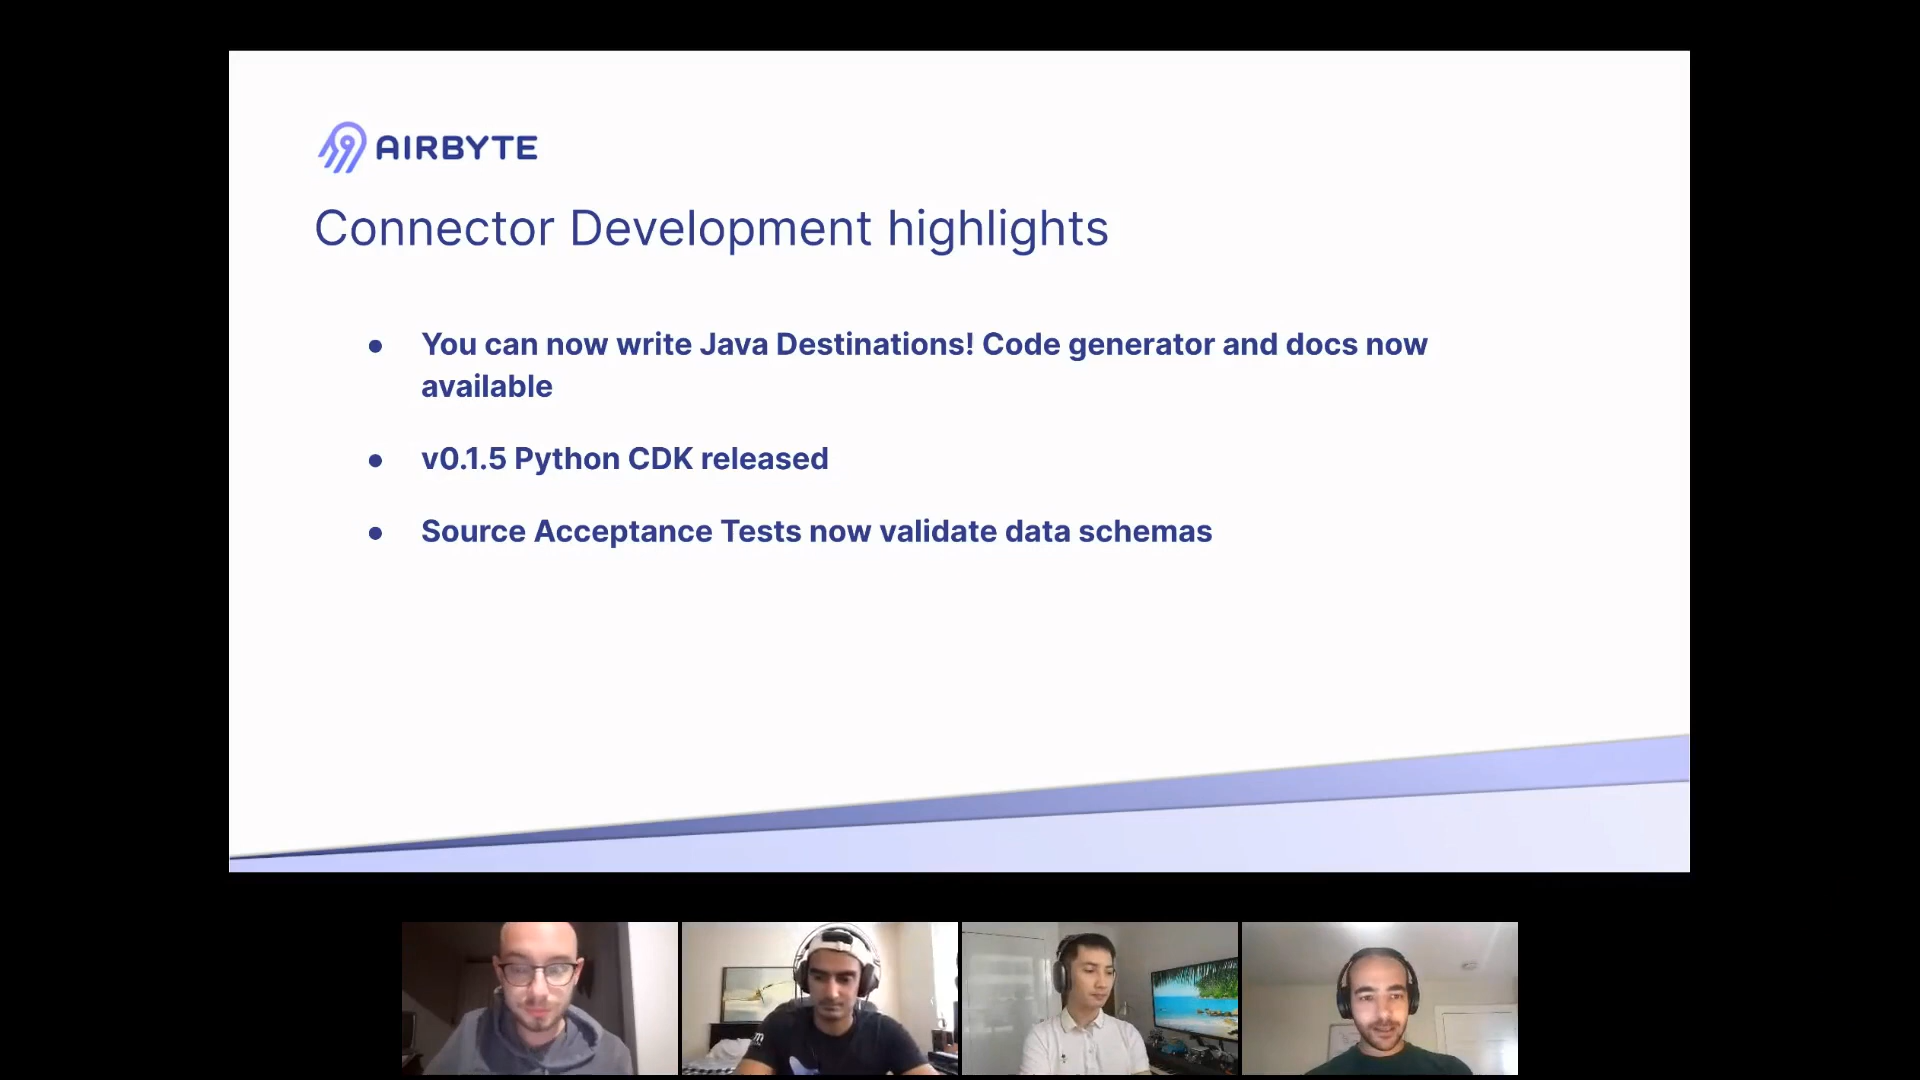 AIRBYTE
Connector Development highlights
● You can now write Java Destinations! Code generator and docs now
available
● v0.1.5 Python CDK released
● Source Acceptance Tests now validate data schemas